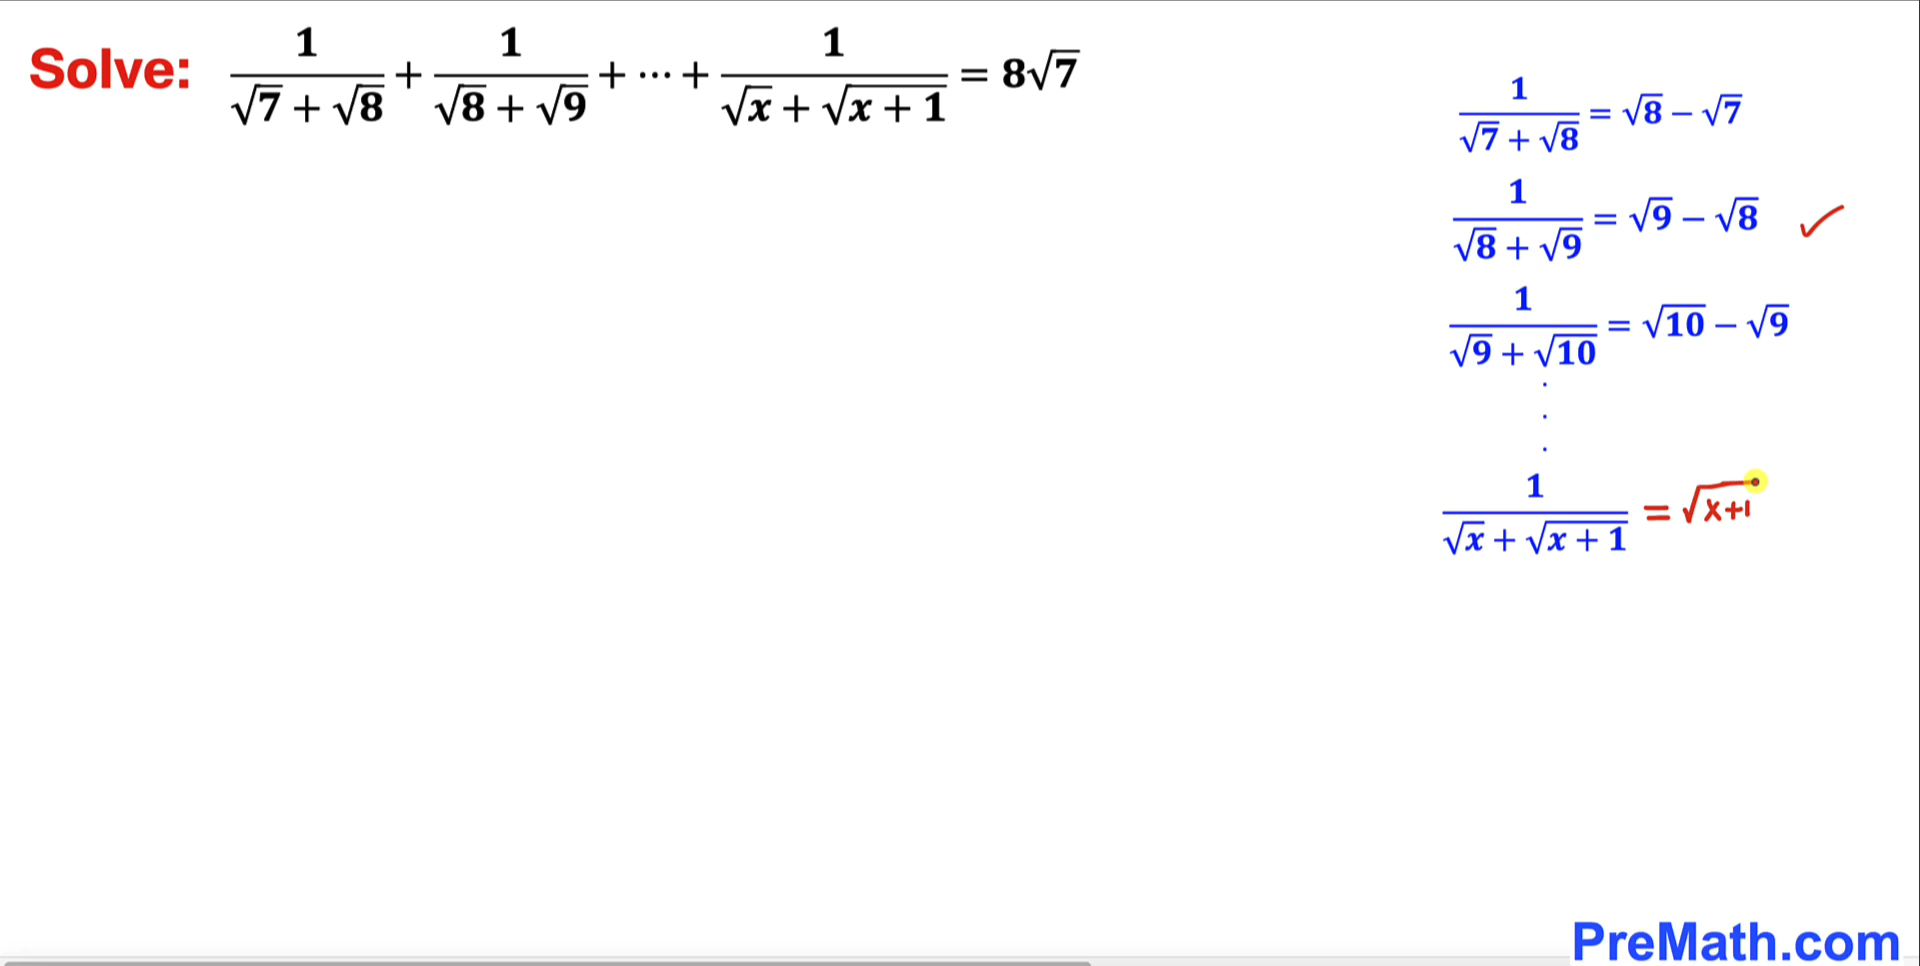 Solve: 1/(√7 + √8) + 1/(√8 + √9) + ⋯ + 1/(√x + √x + 1) = 8√7
1/(√7 + √8) = √8 − √7
1/(√8 + √9) = √9 − √8 ✓
1/(√9 + √10) = √10 − √9
.
.
.
1/(√x + √(x + 1)) = √(x+1)
PreMath.com